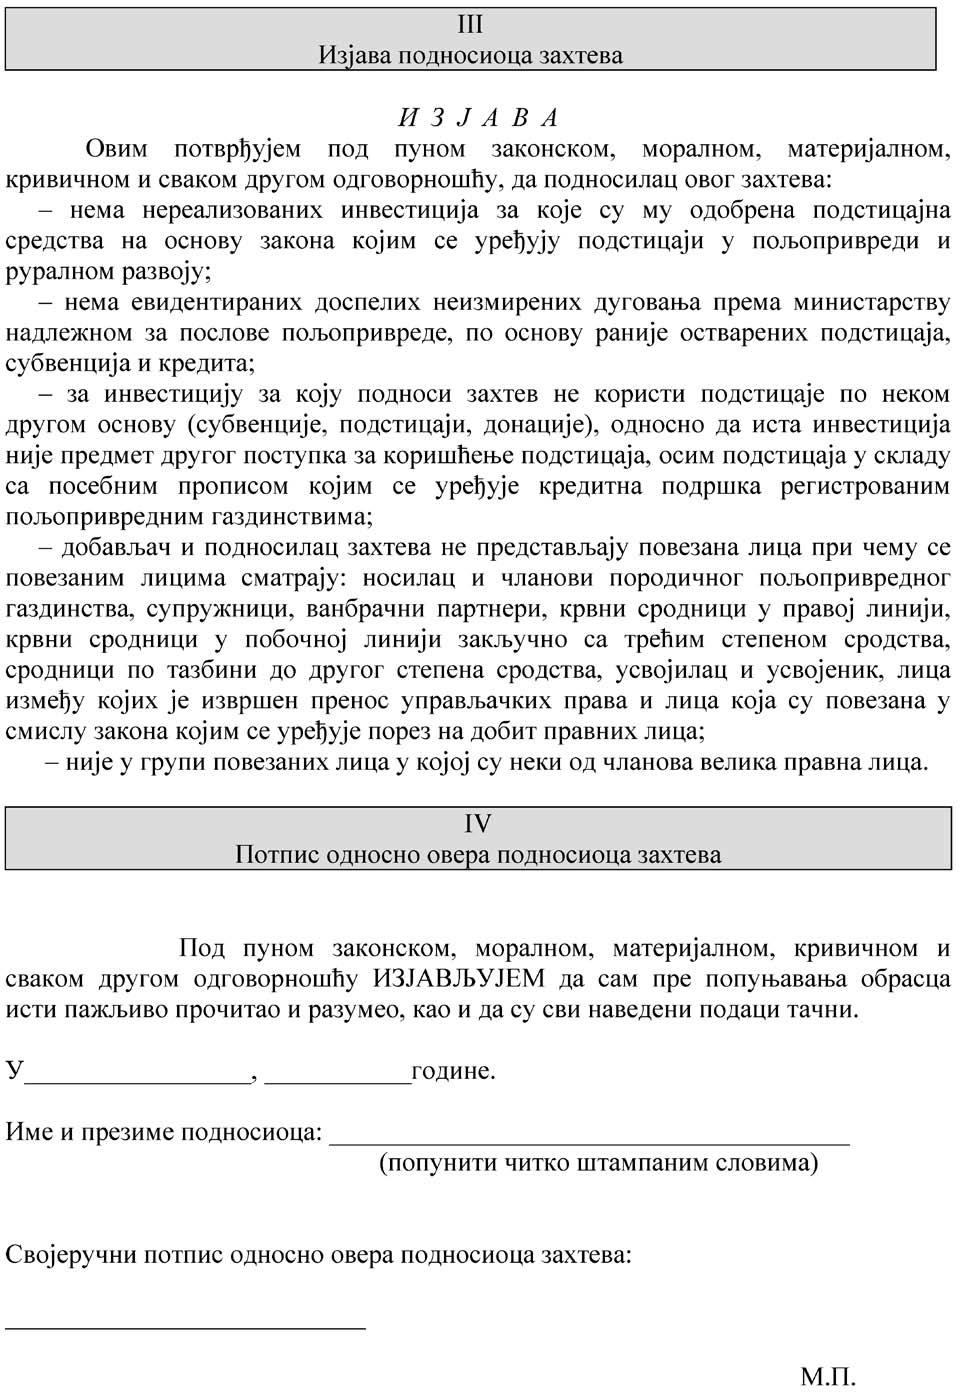 III
Изјава подносиоца захтева
И З Ј А В А
Овим потврђујем под пуном законском, моралном, материјалном,
кривичном и сваком другом одговорношћу, да подносилац овог захтева:
– нема нереализованих инвестиција за које су му одобрена подстицајна
средства на основу закона којим се уређују подстицаји у пољопривреди и
руралном развоју;
– нема евидентираних доспелих неизмирених дуговања према министарству
надлежном за послове пољопривреде, по основу раније остварених подстицаја,
субвенција и кредита;
– за инвестицију за коју подноси захтев не користи подстицаје по неком
другом основу (субвенције, подстицаји, донације), односно да иста инвестиција
није предмет другог поступка за коришћење подстицаја, осим подстицаја у складу
са посебним прописом којим се уређује кредитна подршка регистрованим
пољопривредним газдинствима;
– добављач и подносилац захтева не представљају повезана лица при чему се
повезаним лицима сматрају: носилац и чланови породичног пољопривредног
газдинства, супружници, ванбрачни партнери, крвни сродници у правој линији,
крвни сродници у побочној линији закључно са трећим степеном сродства,
сродници по тазбини до другог степена сродства, усвојилац и усвојеник, лица
између којих је извршен пренос управљачких права и лица која су повезана у
смислу закона којим се уређује порез на добит правних лица;
– није у групи повезаних лица у којој су неки од чланова велика правна лица.
IV
Потпис односно овера подносиоца захтева
Под пуном законском, моралном, материјалном, кривичном и
сваком другом одговорношћу ИЗЈАВЉУЈЕМ да сам пре попуњавања обрасца
исти пажљиво прочитао и разумео, као и да су сви наведени подаци тачни.
У_________________, ___________године.
Име и презиме подносиоца: _______________________________________
(попунити читко штампаним словима)
Својеручни потпис односно овера подносиоца захтева:
___________________________
М.П.